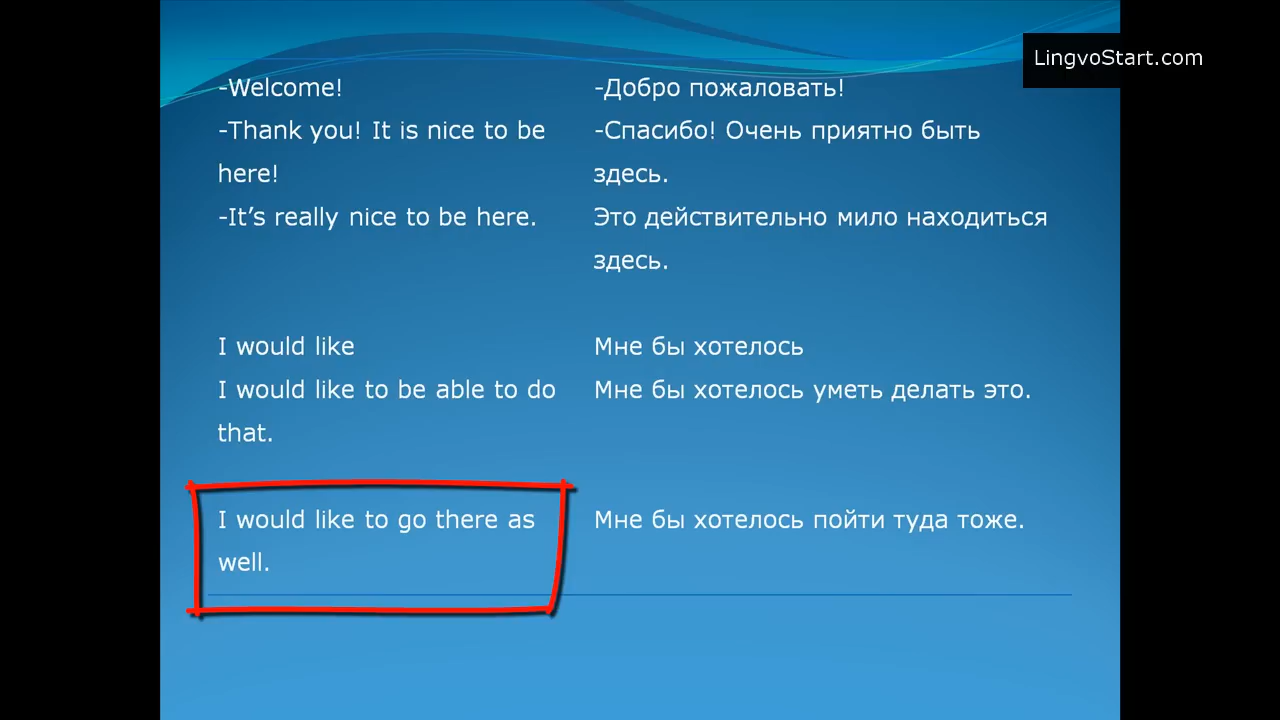 LingvoStart.com
-Welcome!
-Thank you! It is nice to be
here!
-It’s really nice to be here.
I would like
I would like to be able to do
that.
I would like to go there as
well.
-Добро пожаловать!
-Спасибо! Очень приятно быть
здесь.
Это действительно мило находиться
здесь.
Мне бы хотелось
Мне бы хотелось уметь делать это.
Мне бы хотелось пойти туда тоже.